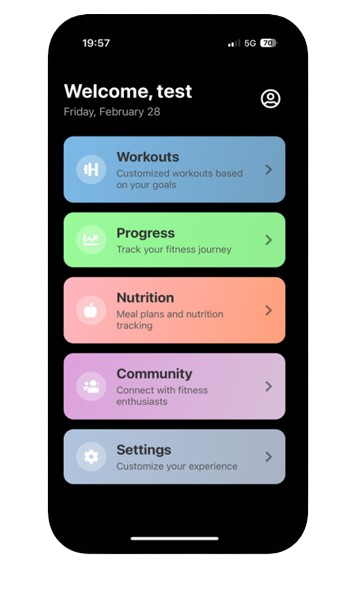 19:57
5G 70
Welcome, test
Friday, February 28
Workouts
Customized workouts based
on your goals
Progress
Track your fitness journey
Nutrition
Meal plans and nutrition
tracking
Community
Connect with fitness
enthusiasts
Settings
Customize your experience